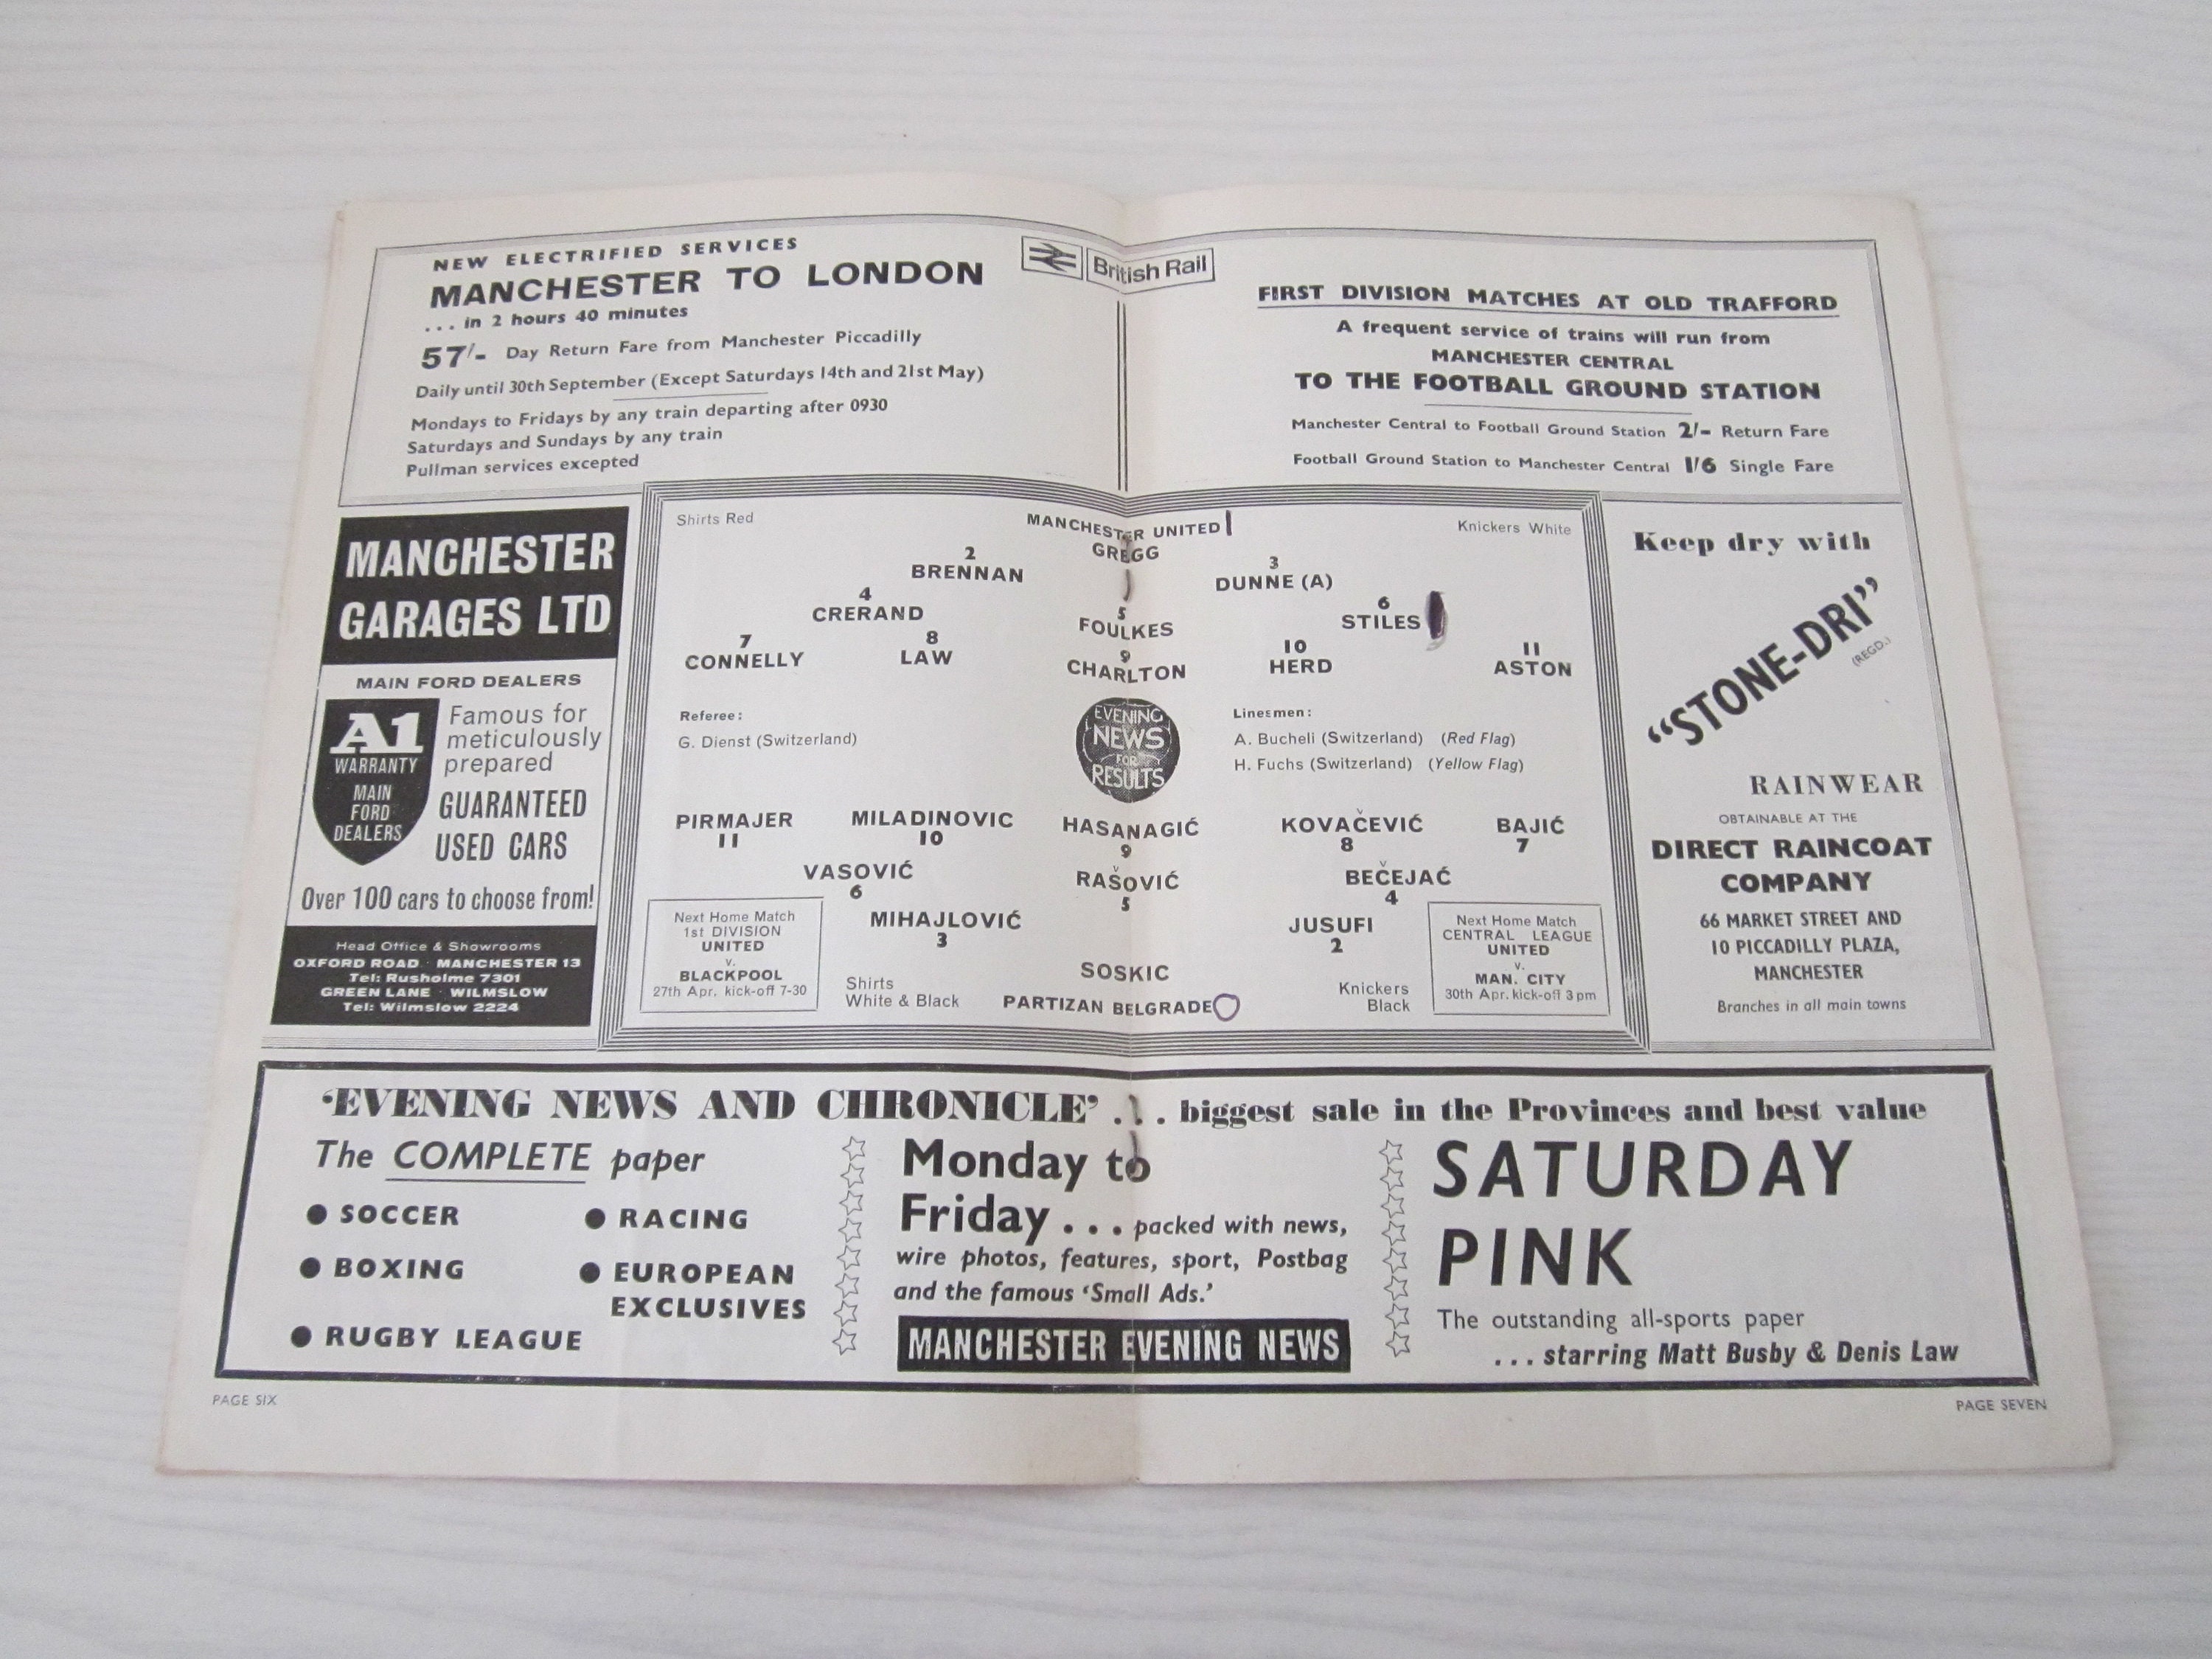 NEW ELECTRIFIED SERVICES
MANCHESTER TO LONDON
... in 2 hours 40 minutes
57/- Day Return Fare from Manchester Piccadilly
Daily until 30th September (Except Saturdays 14th and 21st May)
Mondays to Fridays by any train departing after 0930
Saturdays and Sundays by any train
Pullman services excepted
British Rail
FIRST DIVISION MATCHES AT OLD TRAFFORD
A frequent service of trains will run from
MANCHESTER CENTRAL
TO THE FOOTBALL GROUND STATION
Manchester Central to Football Ground Station 2/- Return Fare
Football Ground Station to Manchester Central 1/6 Single Fare
MANCHESTER
GARAGES LTD
MAIN FORD DEALERS
A1
WARRANTY
MAIN
FORD
DEALERS
Famous for
meticulously
prepared
GUARANTEED
USED CARS
Over 100 cars to choose from!
Head Office & Showrooms
OXFORD ROAD · MANCHESTER 13
Tel: Rusholme 7301
GREEN LANE · WILMSLOW
Tel: Wilmslow 2224
Shirts Red
MANCHESTER UNITED 1
Knickers White
GREGG
2
BRENNAN
3
DUNNE (A)
4
CRERAND
5
FOULKES
6
STILES
7
CONNELLY
8
LAW
9
CHARLTON
10
HERD
11
ASTON
Referee:
G. Dienst (Switzerland)
EVENING
NEWS
FOR
RESULTS
Linesmen:
A. Bucheli (Switzerland) (Red Flag)
H. Fuchs (Switzerland) (Yellow Flag)
PIRMAJER
11
MILADINOVIC
10
HASANAGIĆ
9
KOVAČEVIĆ
8
BAJIĆ
7
VASOVIĆ
6
RAŠOVIĆ
5
BEČEJAĆ
4
MIHAJLOVIĆ
3
JUSUFI
2
SOSKIC
PARTIZAN BELGRADE 0
Shirts
White & Black
Knickers
Black
Next Home Match
1st DIVISION
UNITED
v.
BLACKPOOL
27th Apr. kick-off 7-30
Next Home Match
CENTRAL LEAGUE
UNITED
v.
MAN. CITY
30th Apr. kick-off 3 pm
Keep dry with
"STONE-DRI"
(REGD.)
RAINWEAR
OBTAINABLE AT THE
DIRECT RAINCOAT
COMPANY
66 MARKET STREET AND
10 PICCADILLY PLAZA,
MANCHESTER
Branches in all main towns
'EVENING NEWS AND CHRONICLE' ... biggest sale in the Provinces and best value
The COMPLETE paper
● SOCCER
● RACING
● BOXING
● EUROPEAN
EXCLUSIVES
● RUGBY LEAGUE
Monday to
Friday ... packed with news,
wire photos, features, sport, Postbag
and the famous 'Small Ads.'
MANCHESTER EVENING NEWS
SATURDAY
PINK
The outstanding all-sports paper
... starring Matt Busby & Denis Law
PAGE SIX
PAGE SEVEN